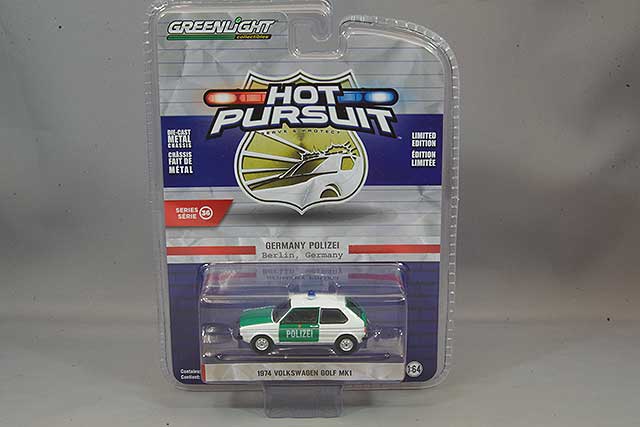 GREENLIGHT
collectibles
HOT
PURSUIT
SERVE & PROTECT
DIE-CAST
METAL
CHASSIS
CHÂSSIS
FAIT DE
MÉTAL
LIMITED
EDITION
ÉDITION
LIMITÉE
SERIES
SÉRIE 36
GERMANY POLIZEI
Berlin, Germany
POLIZEI
1974 VOLKSWAGEN GOLF MK1
1:64